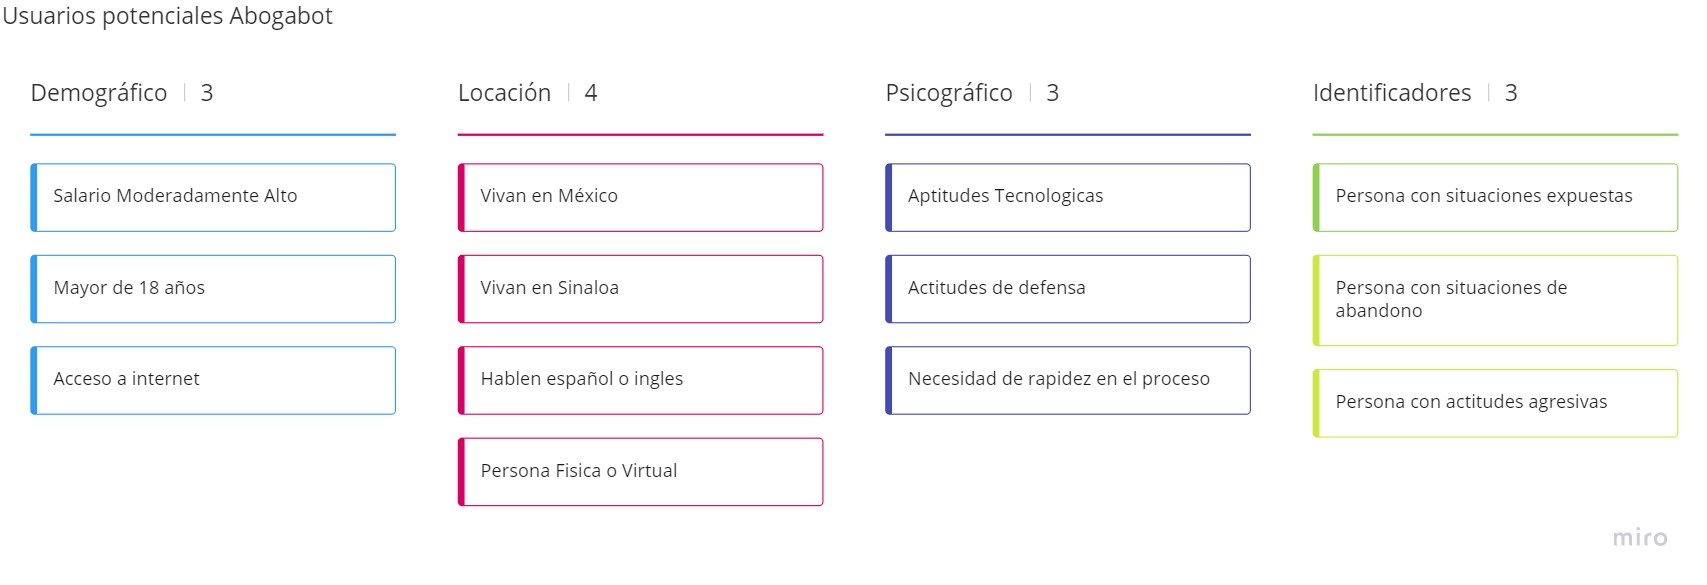 Usuarios potenciales Abogabot
Demográfico 3
Salario Moderadamente Alto
Mayor de 18 años
Acceso a internet
Locación 4
Vivan en México
Vivan en Sinaloa
Hablen español o ingles
Persona Fisica o Virtual
Psicográfico 3
Aptitudes Tecnologicas
Actitudes de defensa
Necesidad de rapidez en el proceso
Identificadores 3
Persona con situaciones expuestas
Persona con situaciones de
abandono
Persona con actitudes agresivas
miro